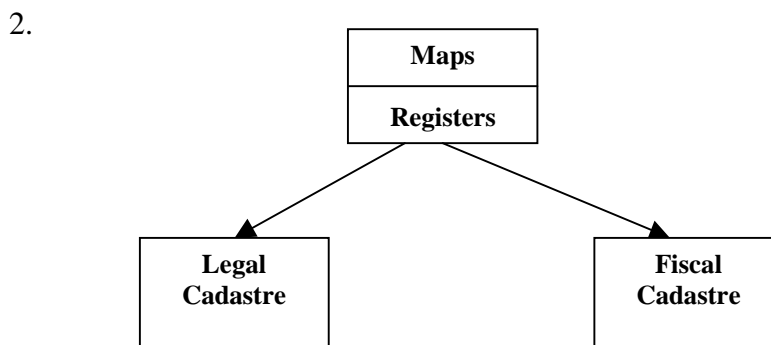 2.
Maps
Registers
Legal
Cadastre
Fiscal
Cadastre